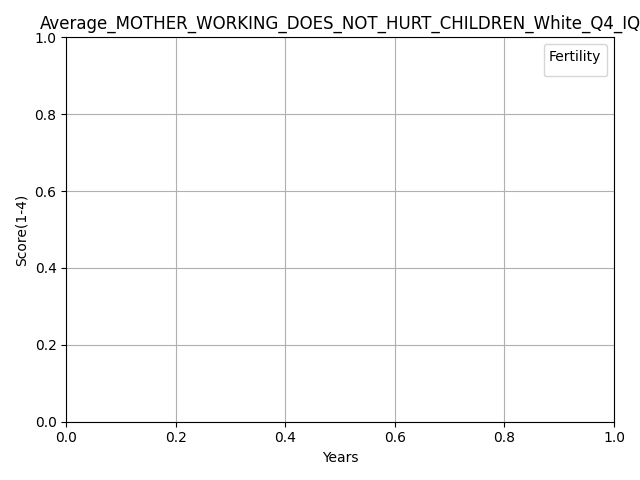 Average_MOTHER_WORKING_DOES_NOT_HURT_CHILDREN_White_Q4_IQ
Fertility
1.0
0.8
0.6
0.4
0.2
0.0
Score(1-4)
0.0 0.2 0.4 0.6 0.8 1.0
Years